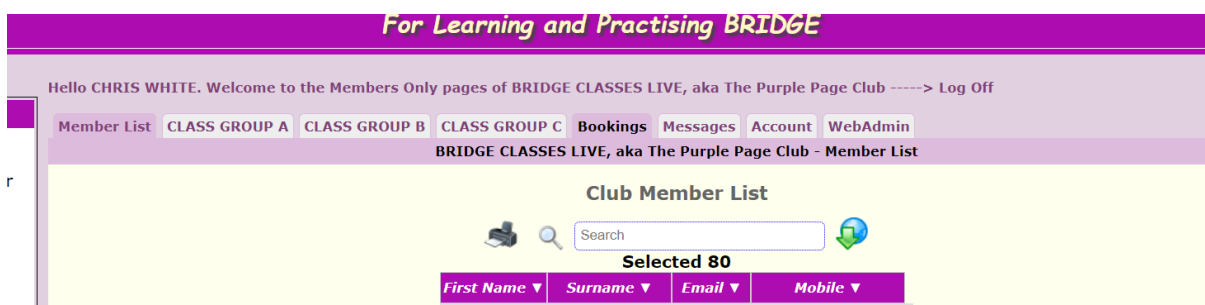 For Learning and Practising BRIDGE
Hello CHRIS WHITE. Welcome to the Members Only pages of BRIDGE CLASSES LIVE, aka The Purple Page Club -----> Log Off
Member List CLASS GROUP A CLASS GROUP B CLASS GROUP C Bookings Messages Account WebAdmin
BRIDGE CLASSES LIVE, aka The Purple Page Club - Member List
r
Club Member List
Search
Selected 80
First Name ▼ Surname ▼ Email ▼ Mobile ▼